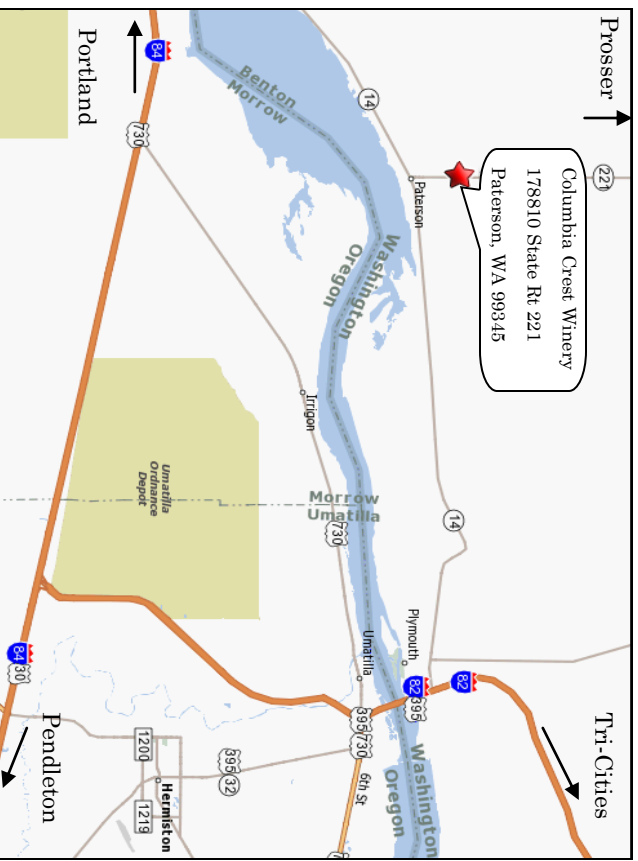 Prosser
221
Columbia Crest Winery
178810 State Rt 221
Paterson, WA 99345
Tri-Cities
14
Paterson
14
Benton
Morrow
Washington
Oregon
Plymouth
82
82
395
Washington
Oregon
Irrigon
Morrow
Umatilla
730
Umatilla
395
730
6th St
7
Portland
84
730
Umatilla
Ordnance
Depot
84
30
Pendleton
395
32
1200
Hermiston
1219